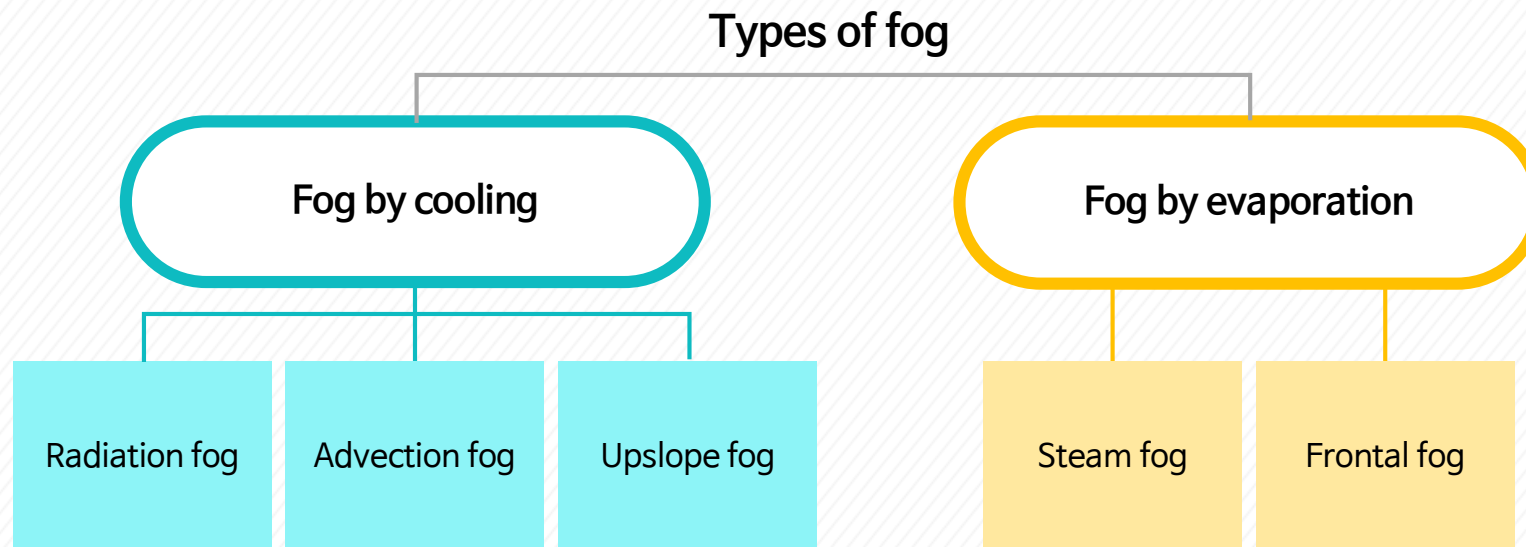 Types of fog
Fog by cooling
Fog by evaporation
Radiation fog
Advection fog
Upslope fog
Steam fog
Frontal fog